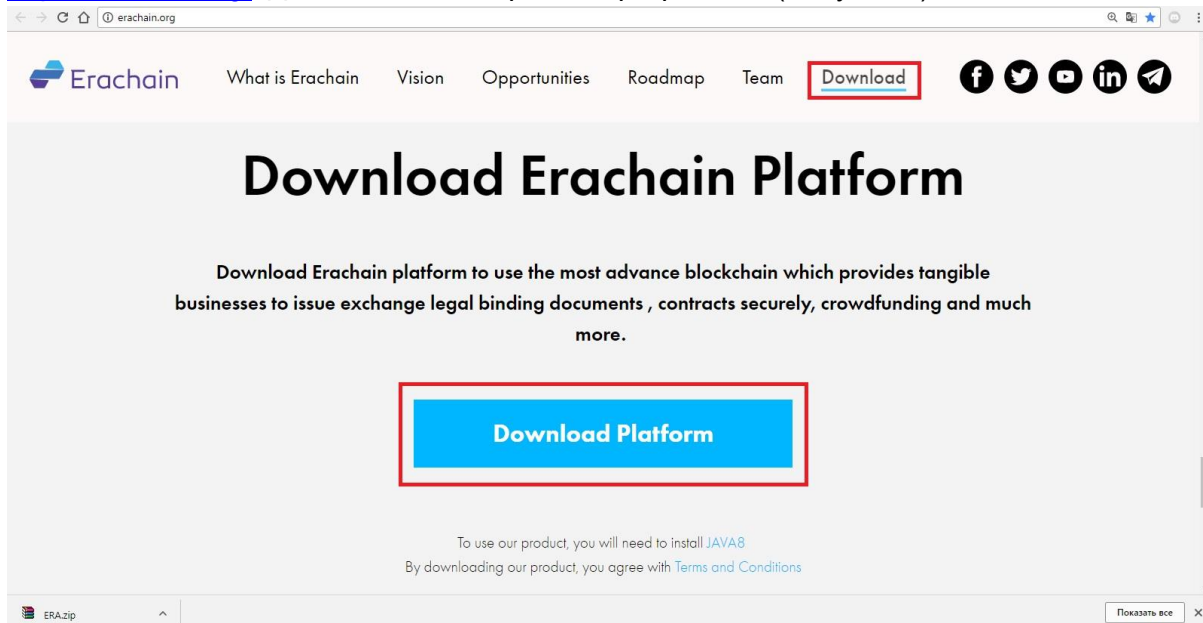 erachain.org
Erachain What is Erachain Vision Opportunities Roadmap Team Download
Download Erachain Platform
Download Erachain platform to use the most advance blockchain which provides tangible
businesses to issue exchange legal binding documents , contracts securely, crowdfunding and much
more.
Download Platform
To use our product, you will need to install JAVA8
By downloading our product, you agree with Terms and Conditions
ERA.zip
Показать все